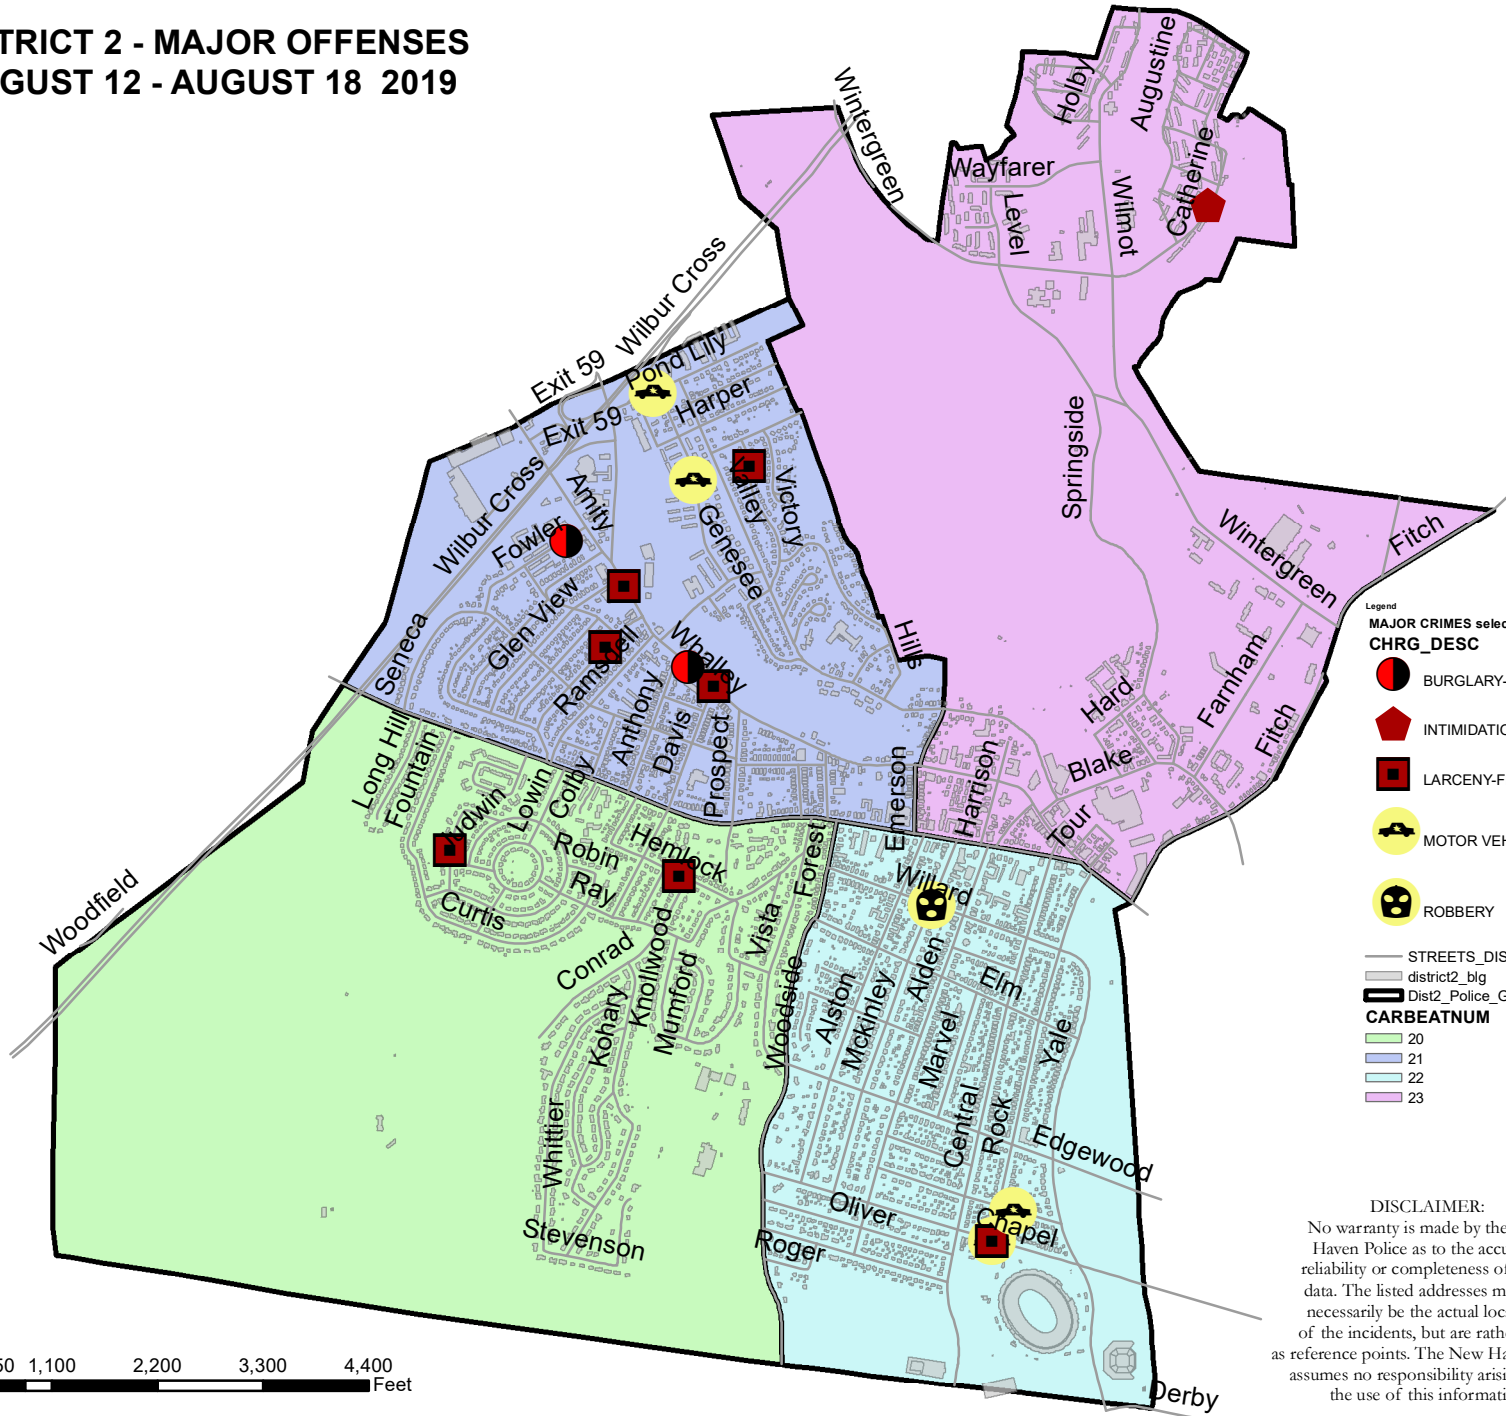 TRICT 2 - MAJOR OFFENSES
GUST 12 - AUGUST 18 2019
Wintergreen
Holby
Augustine
Wayfarer
Level
Wilmot
Catherine
Wilbur Cross
Exit 59
Pond Lily
Harper
Exit 59
Wilbur Cross
Amity
Fowler
Valley
Victory
Genesee
Springside
Wintergreen
Fitch
Glen View
Seneca
Ramsdell
Whalley
Hills
Anthony
Davis
Prospect
Hard
Farnham
Fitch
Blake
Tour
Harrison
Emerson
Long Hill
Fountain
Judwin
Lowin
Colby
Robin
Ray
Hemlock
Forest
Curtis
Willard
Woodfield
Conrad
Knollwood
Vista
Mumford
Kohary
Woodside
Alston
Mckinley
Alden
Elm
Marvel
Yale
Central
Rock
Edgewood
Whittier
Stevenson
Oliver
Chapel
Roger
Derby
50 1,100 2,200 3,300 4,400
Feet
Legend
MAJOR CRIMES selec
CHRG_DESC
BURGLARY-
INTIMIDATIO
LARCENY-F
MOTOR VEH
ROBBERY
STREETS_DIS
district2_blg
Dist2_Police_G
CARBEATNUM
20
21
22
23
DISCLAIMER:
No warranty is made by the
Haven Police as to the accu
reliability or completeness of
data. The listed addresses m
necessarily be the actual loc
of the incidents, but are rath
as reference points. The New Ha
assumes no responsibility arisi
the use of this informati